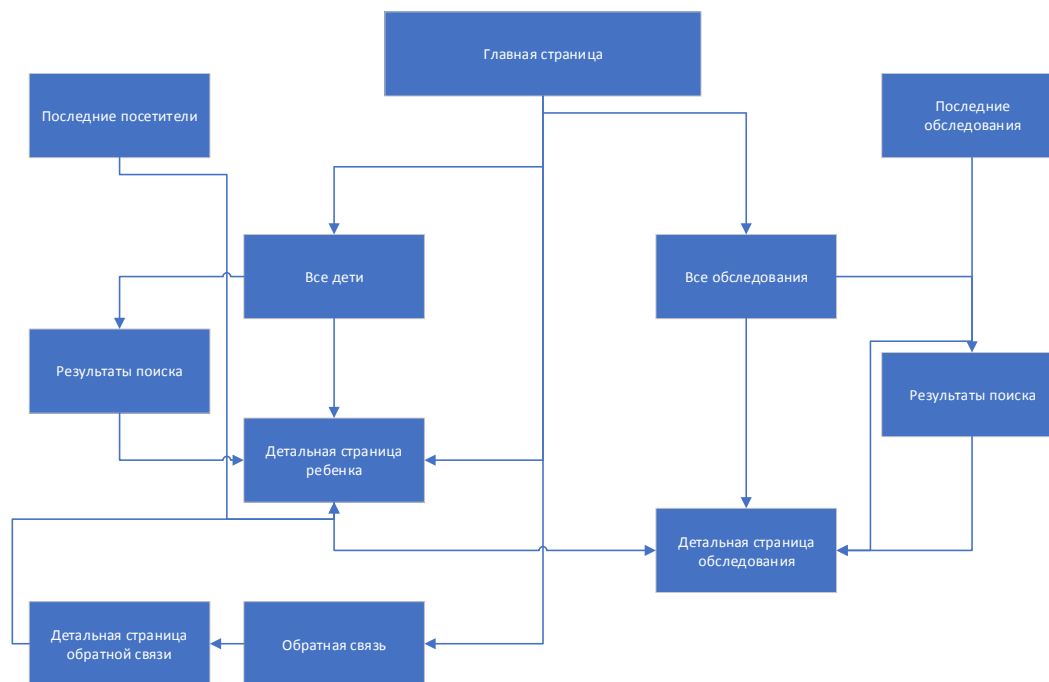 Главная страница
Последние посетители
Последние
обследования
Все дети
Все обследования
Результаты поиска
Результаты поиска
Детальная страница
ребенка
Детальная страница
обследования
Детальная страница
обратной связи
Обратная связь